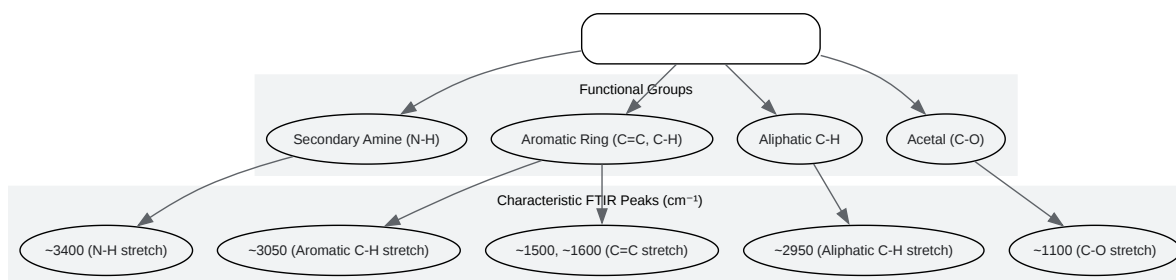 Functional Groups
Secondary Amine (N-H)
Aromatic Ring (C=C, C-H)
Aliphatic C-H
Acetal (C-O)
Characteristic FTIR Peaks (cm⁻¹)
~3400 (N-H stretch)
~3050 (Aromatic C-H stretch)
~1500, ~1600 (C=C stretch)
~2950 (Aliphatic C-H stretch)
~1100 (C-O stretch)